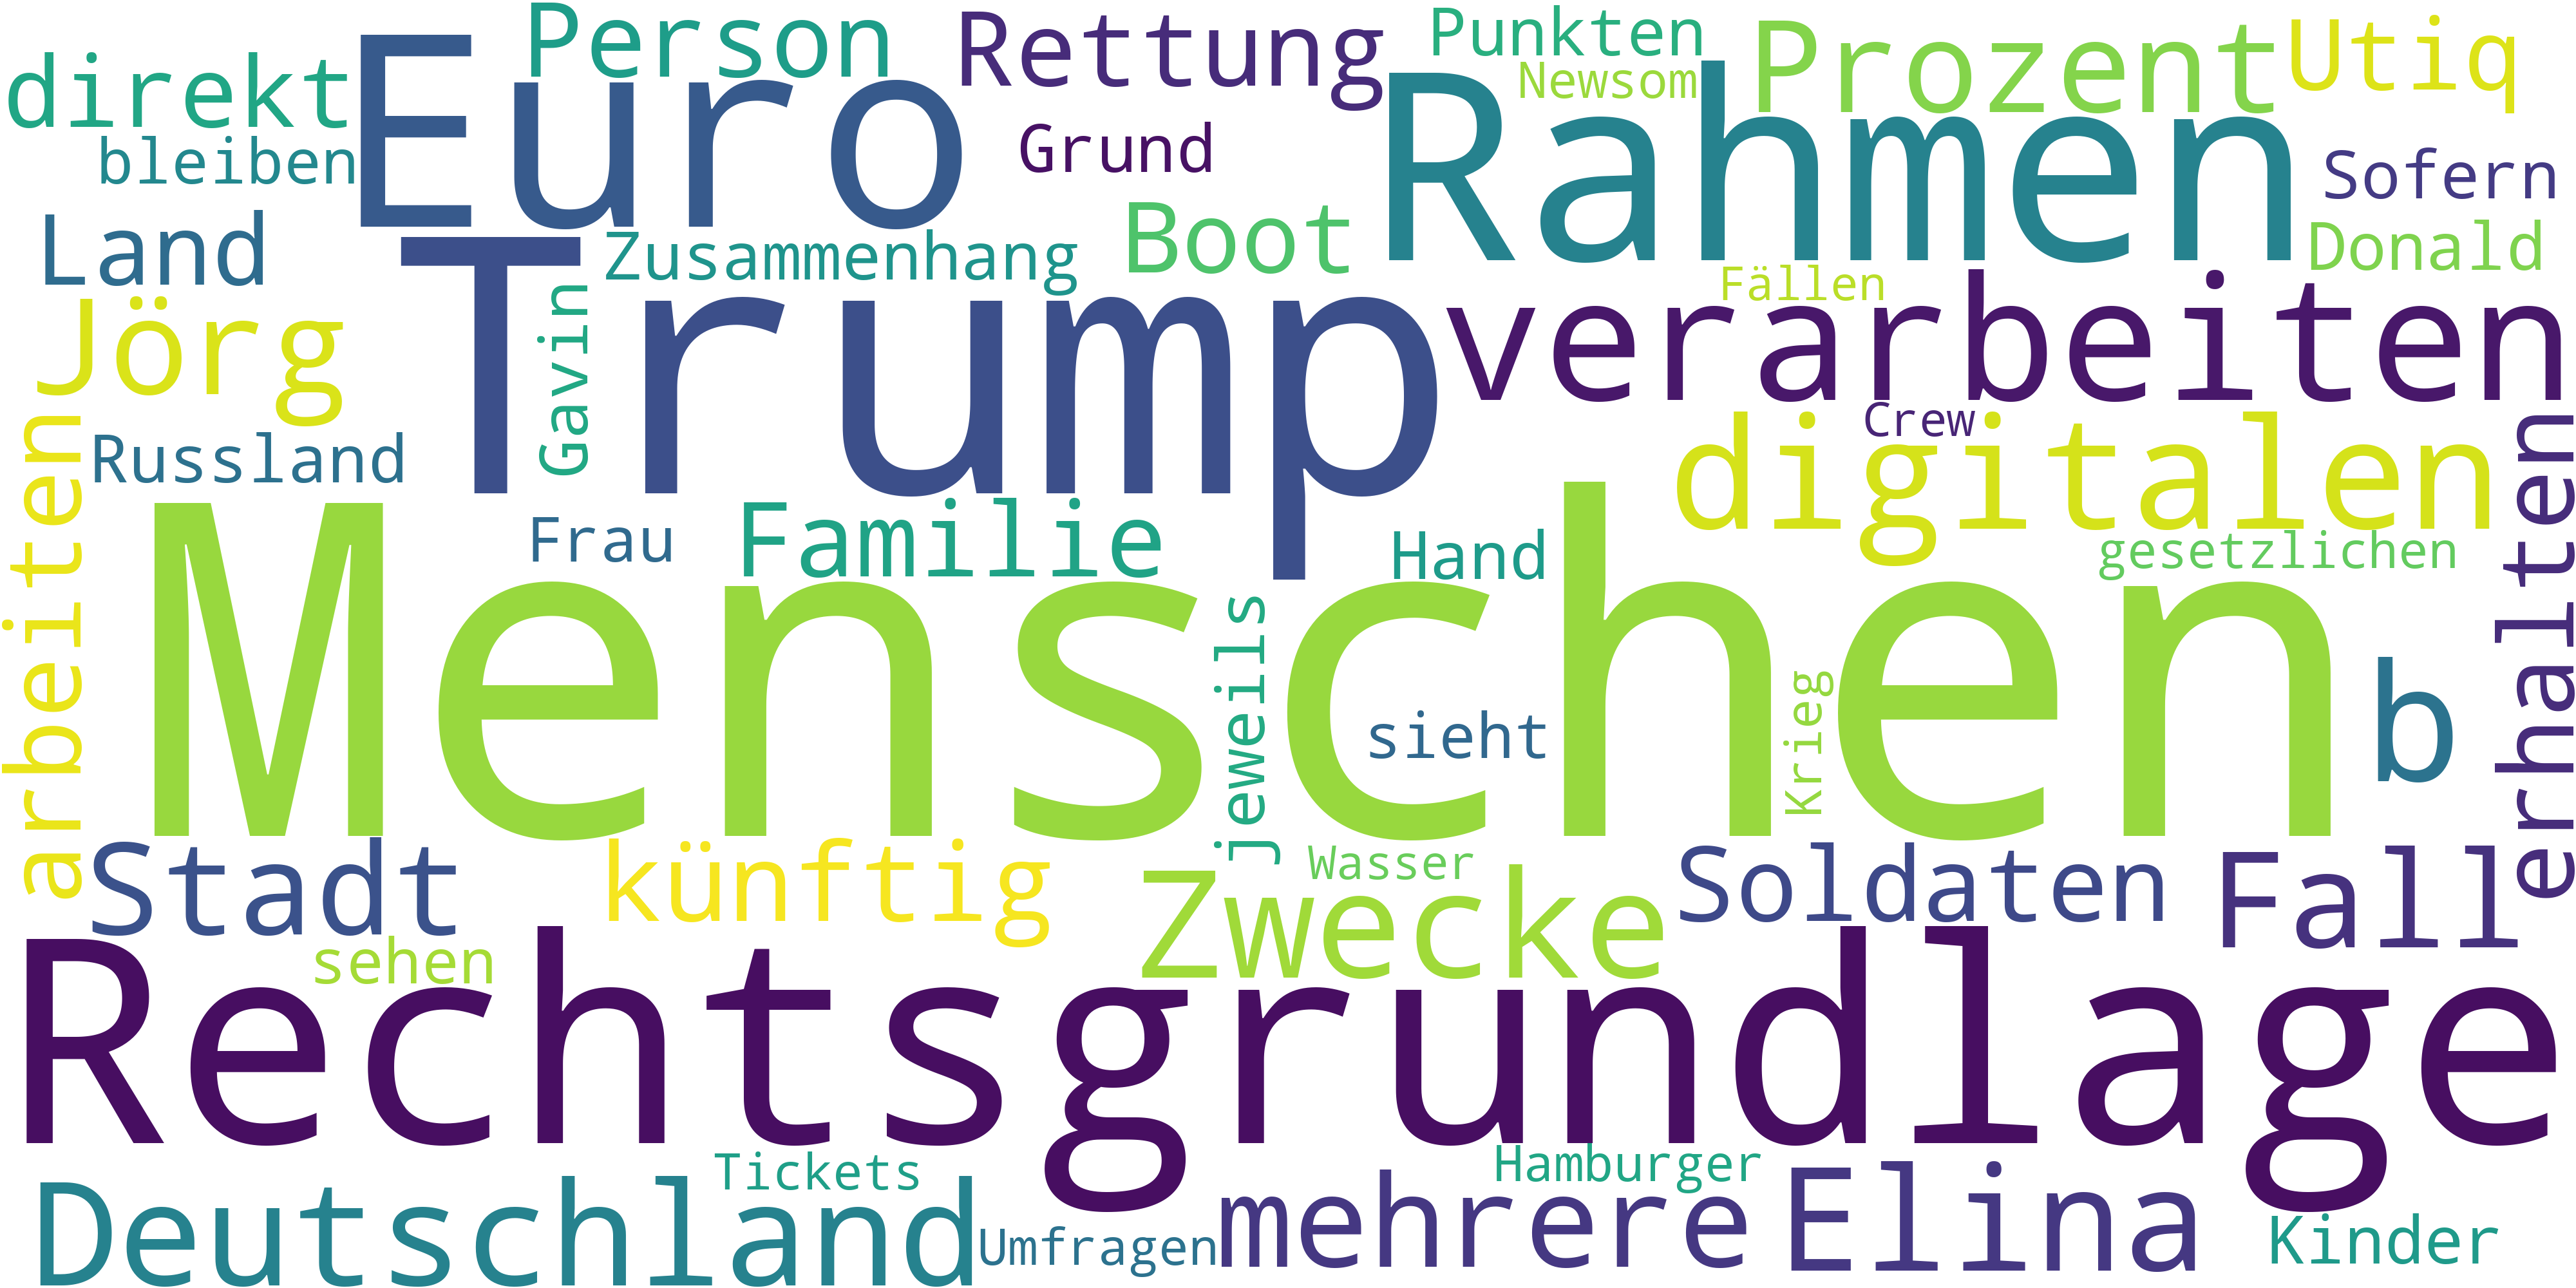 Person
Rettung
Punkten
Prozent
Utiq
direkt
Euro
Newsom
Rahmen
bleiben
Grund
Sofern
Land
Zusammenhang
Boot
Donald
Jörg
Gavin
Trump
Fällen
verarbeiten
Russland
Crew
digitalen
arbeiten
Frau
Familie
Hand
gesetzlichen
erhalten
Menschen
jeweils
sieht
Krieg
b
Stadt
künftig
Wasser
Zwecke
Soldaten
Fall
sehen
Rechtsgrundlage
Tickets
Hamburger
Deutschland
Umfragen
mehrere
Elina
Kinder